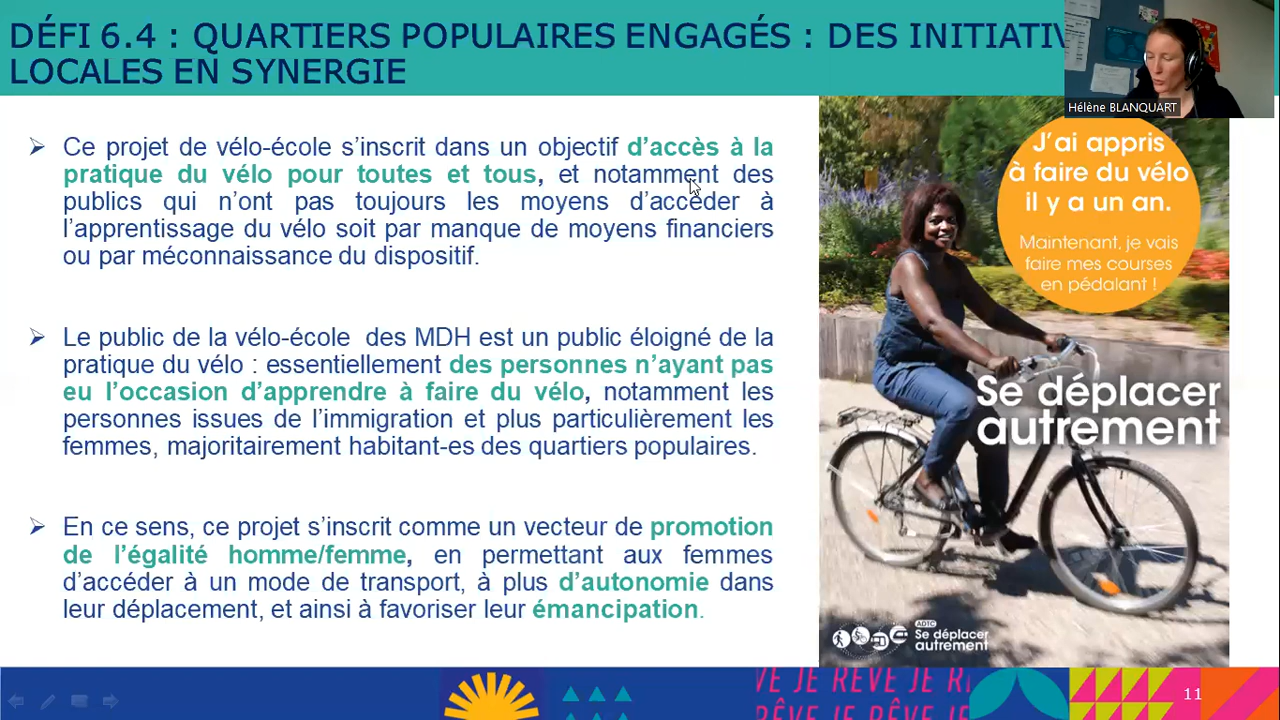 DÉFI 6.4 : QUARTIERS POPULAIRES ENGAGÉS : DES INITIATIV
LOCALES EN SYNERGIE
Hélène BLANQUART
➢ Ce projet de vélo-école s’inscrit dans un objectif d’accès à la
pratique du vélo pour toutes et tous, et notamment des
publics qui n’ont pas toujours les moyens d’accéder à
l’apprentissage du vélo soit par manque de moyens financiers
ou par méconnaissance du dispositif.
➢ Le public de la vélo-école des MDH est un public éloigné de la
pratique du vélo : essentiellement des personnes n’ayant pas
eu l’occasion d’apprendre à faire du vélo, notamment les
personnes issues de l’immigration et plus particulièrement les
femmes, majoritairement habitant-es des quartiers populaires.
➢ En ce sens, ce projet s’inscrit comme un vecteur de promotion
de l’égalité homme/femme, en permettant aux femmes
d’accéder à un mode de transport, à plus d’autonomie dans
leur déplacement, et ainsi à favoriser leur émancipation.
J’ai appris
à faire du vélo
il y a un an.
Maintenant, je vais
faire mes courses
en pédalant !
Se déplacer
autrement
ADTC
Se déplacer
autrement
VE JE RÊVE JE R
RÊVE JE RÊVE
11